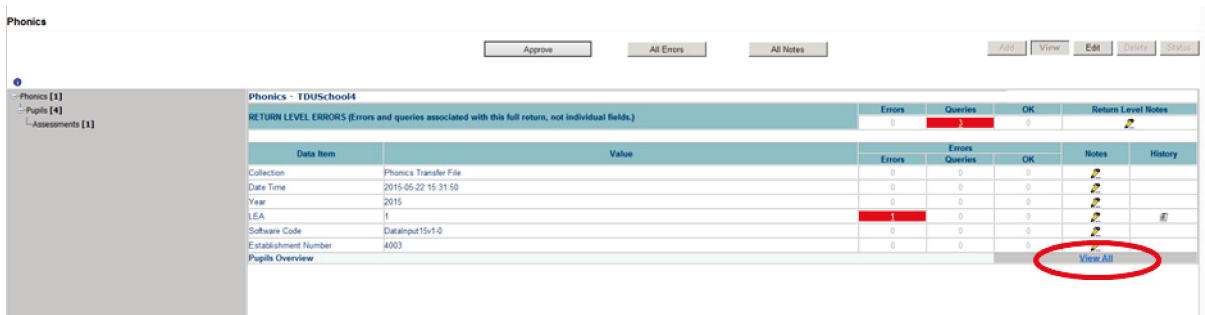 Phonics
Approve All Errors All Notes Add View Edit Delete Status
Phonics [1]
Pupils [4]
Assessments [1]
Phonics - TDUSchool4
RETURN LEVEL ERRORS (Errors and queries associated with this full return, not individual fields.) Errors Queries OK Return Level Notes
0 3 0
Data Item Value Errors Notes History
Errors Queries OK
Collection Phonics Transfer File 0 0 0
Date Time 2015-05-22 15:31:50 0 0 0
Year 2015 0 0 0
LEA 1 1 0 0
Software Code DataInput15v1-0 0 0 0
Establishment Number 4003 0 0 0
Pupils Overview View All